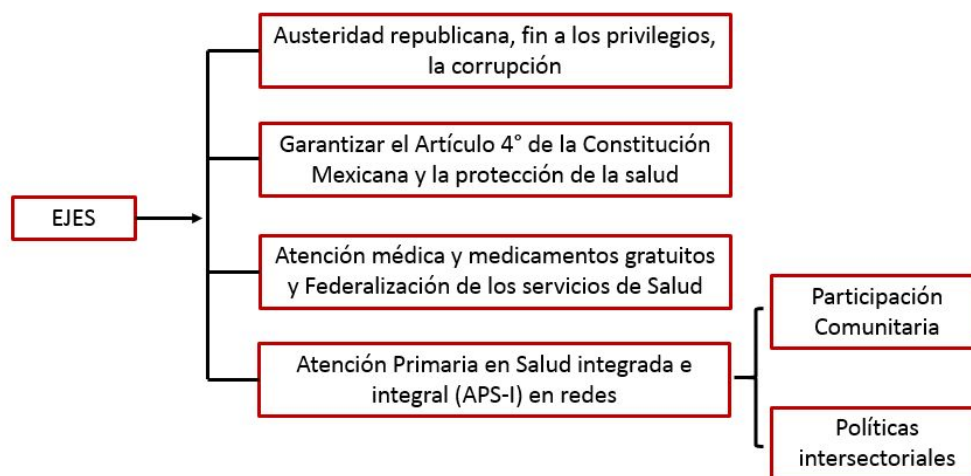 Austeridad republicana, fin a los privilegios,
la corrupción
Garantizar el Artículo 4° de la Constitución
Mexicana y la protección de la salud
EJES
Atención médica y medicamentos gratuitos
y Federalización de los servicios de Salud
Atención Primaria en Salud integrada e
integral (APS-I) en redes
Participación
Comunitaria
Políticas
intersectoriales